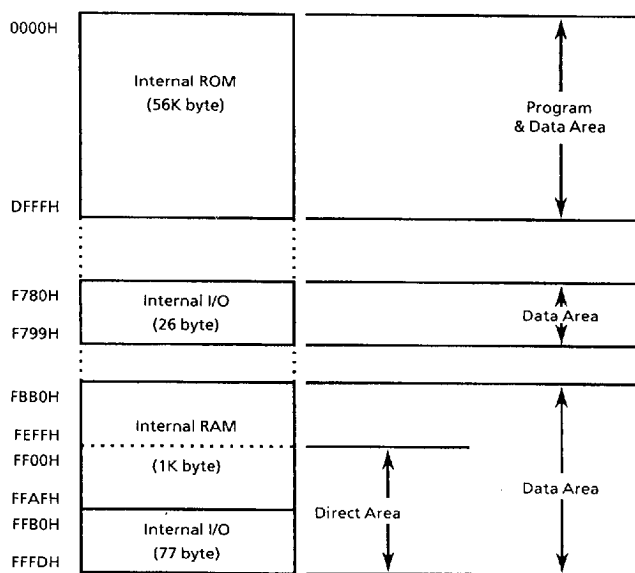 0000H
Internal ROM
(56K byte)
Program
& Data Area
DFFFH
F780H
Internal I/O
(26 byte)
F799H
Data Area
FBB0H
Internal RAM
FEFFH
FF00H
(1K byte)
FFAFH
Direct Area
Data Area
FFB0H
Internal I/O
(77 byte)
FFFDH